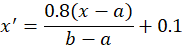 x′ = 0.8(x − a) / (b − a) + 0.1